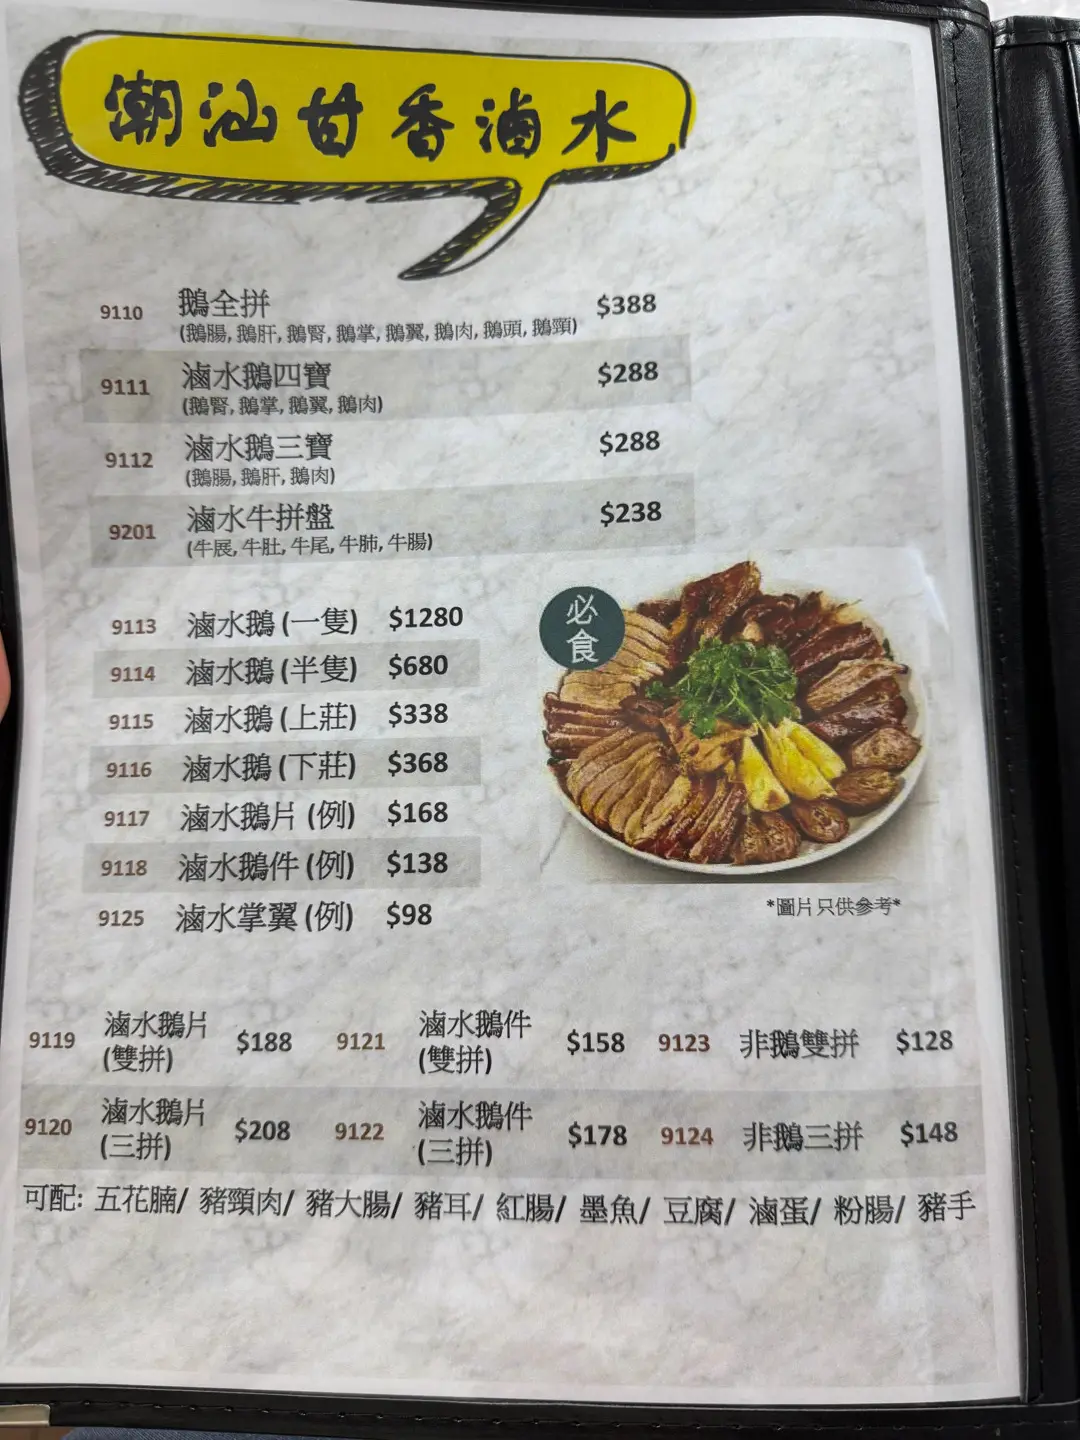 潮汕甘香滷水
9110 鵝全拼 $388
(鵝腸, 鵝肝, 鵝腎, 鵝掌, 鵝翼, 鵝肉, 鵝頭, 鵝頸)
9111 滷水鵝四寶 $288
(鵝腎, 鵝掌, 鵝翼, 鵝肉)
9112 滷水鵝三寶 $288
(鵝腸, 鵝肝, 鵝肉)
9201 滷水牛拼盤 $238
(牛展, 牛肚, 牛尾, 牛肺, 牛腸)
9113 滷水鵝 (一隻) $1280
9114 滷水鵝 (半隻) $680
9115 滷水鵝 (上莊) $338
9116 滷水鵝 (下莊) $368
9117 滷水鵝片 (例) $168
9118 滷水鵝件 (例) $138
9125 滷水掌翼 (例) $98
必食
*圖片只供參考*
9119 滷水鵝片 (雙拼) $188
9121 滷水鵝件 (雙拼) $158
9123 非鵝雙拼 $128
9120 滷水鵝片 (三拼) $208
9122 滷水鵝件 (三拼) $178
9124 非鵝三拼 $148
可配: 五花腩/ 豬頸肉/ 豬大腸/ 豬耳/ 紅腸/ 墨魚/ 豆腐/ 滷蛋/ 粉腸/ 豬手